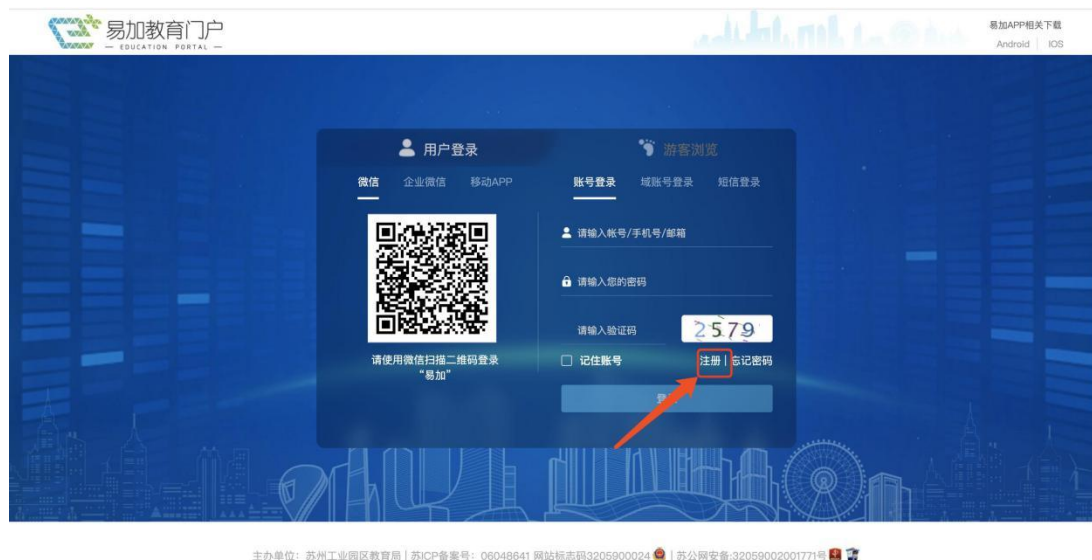 易加教育门户
— EDUCATION PORTAL —
易加APP相关下载
Android | IOS
用户登录
游客浏览
微信 企业微信 移动APP
账号登录 域账号登录 短信登录
请输入帐号/手机号/邮箱
请输入您的密码
请输入验证码
2579
请使用微信扫描二维码登录
“易加”
记住账号
注册 | 忘记密码
主办单位：苏州工业园区教育局 | 苏ICP备案号：06048641 网站标志码3205900024 | 苏公网安备:32059002001771号